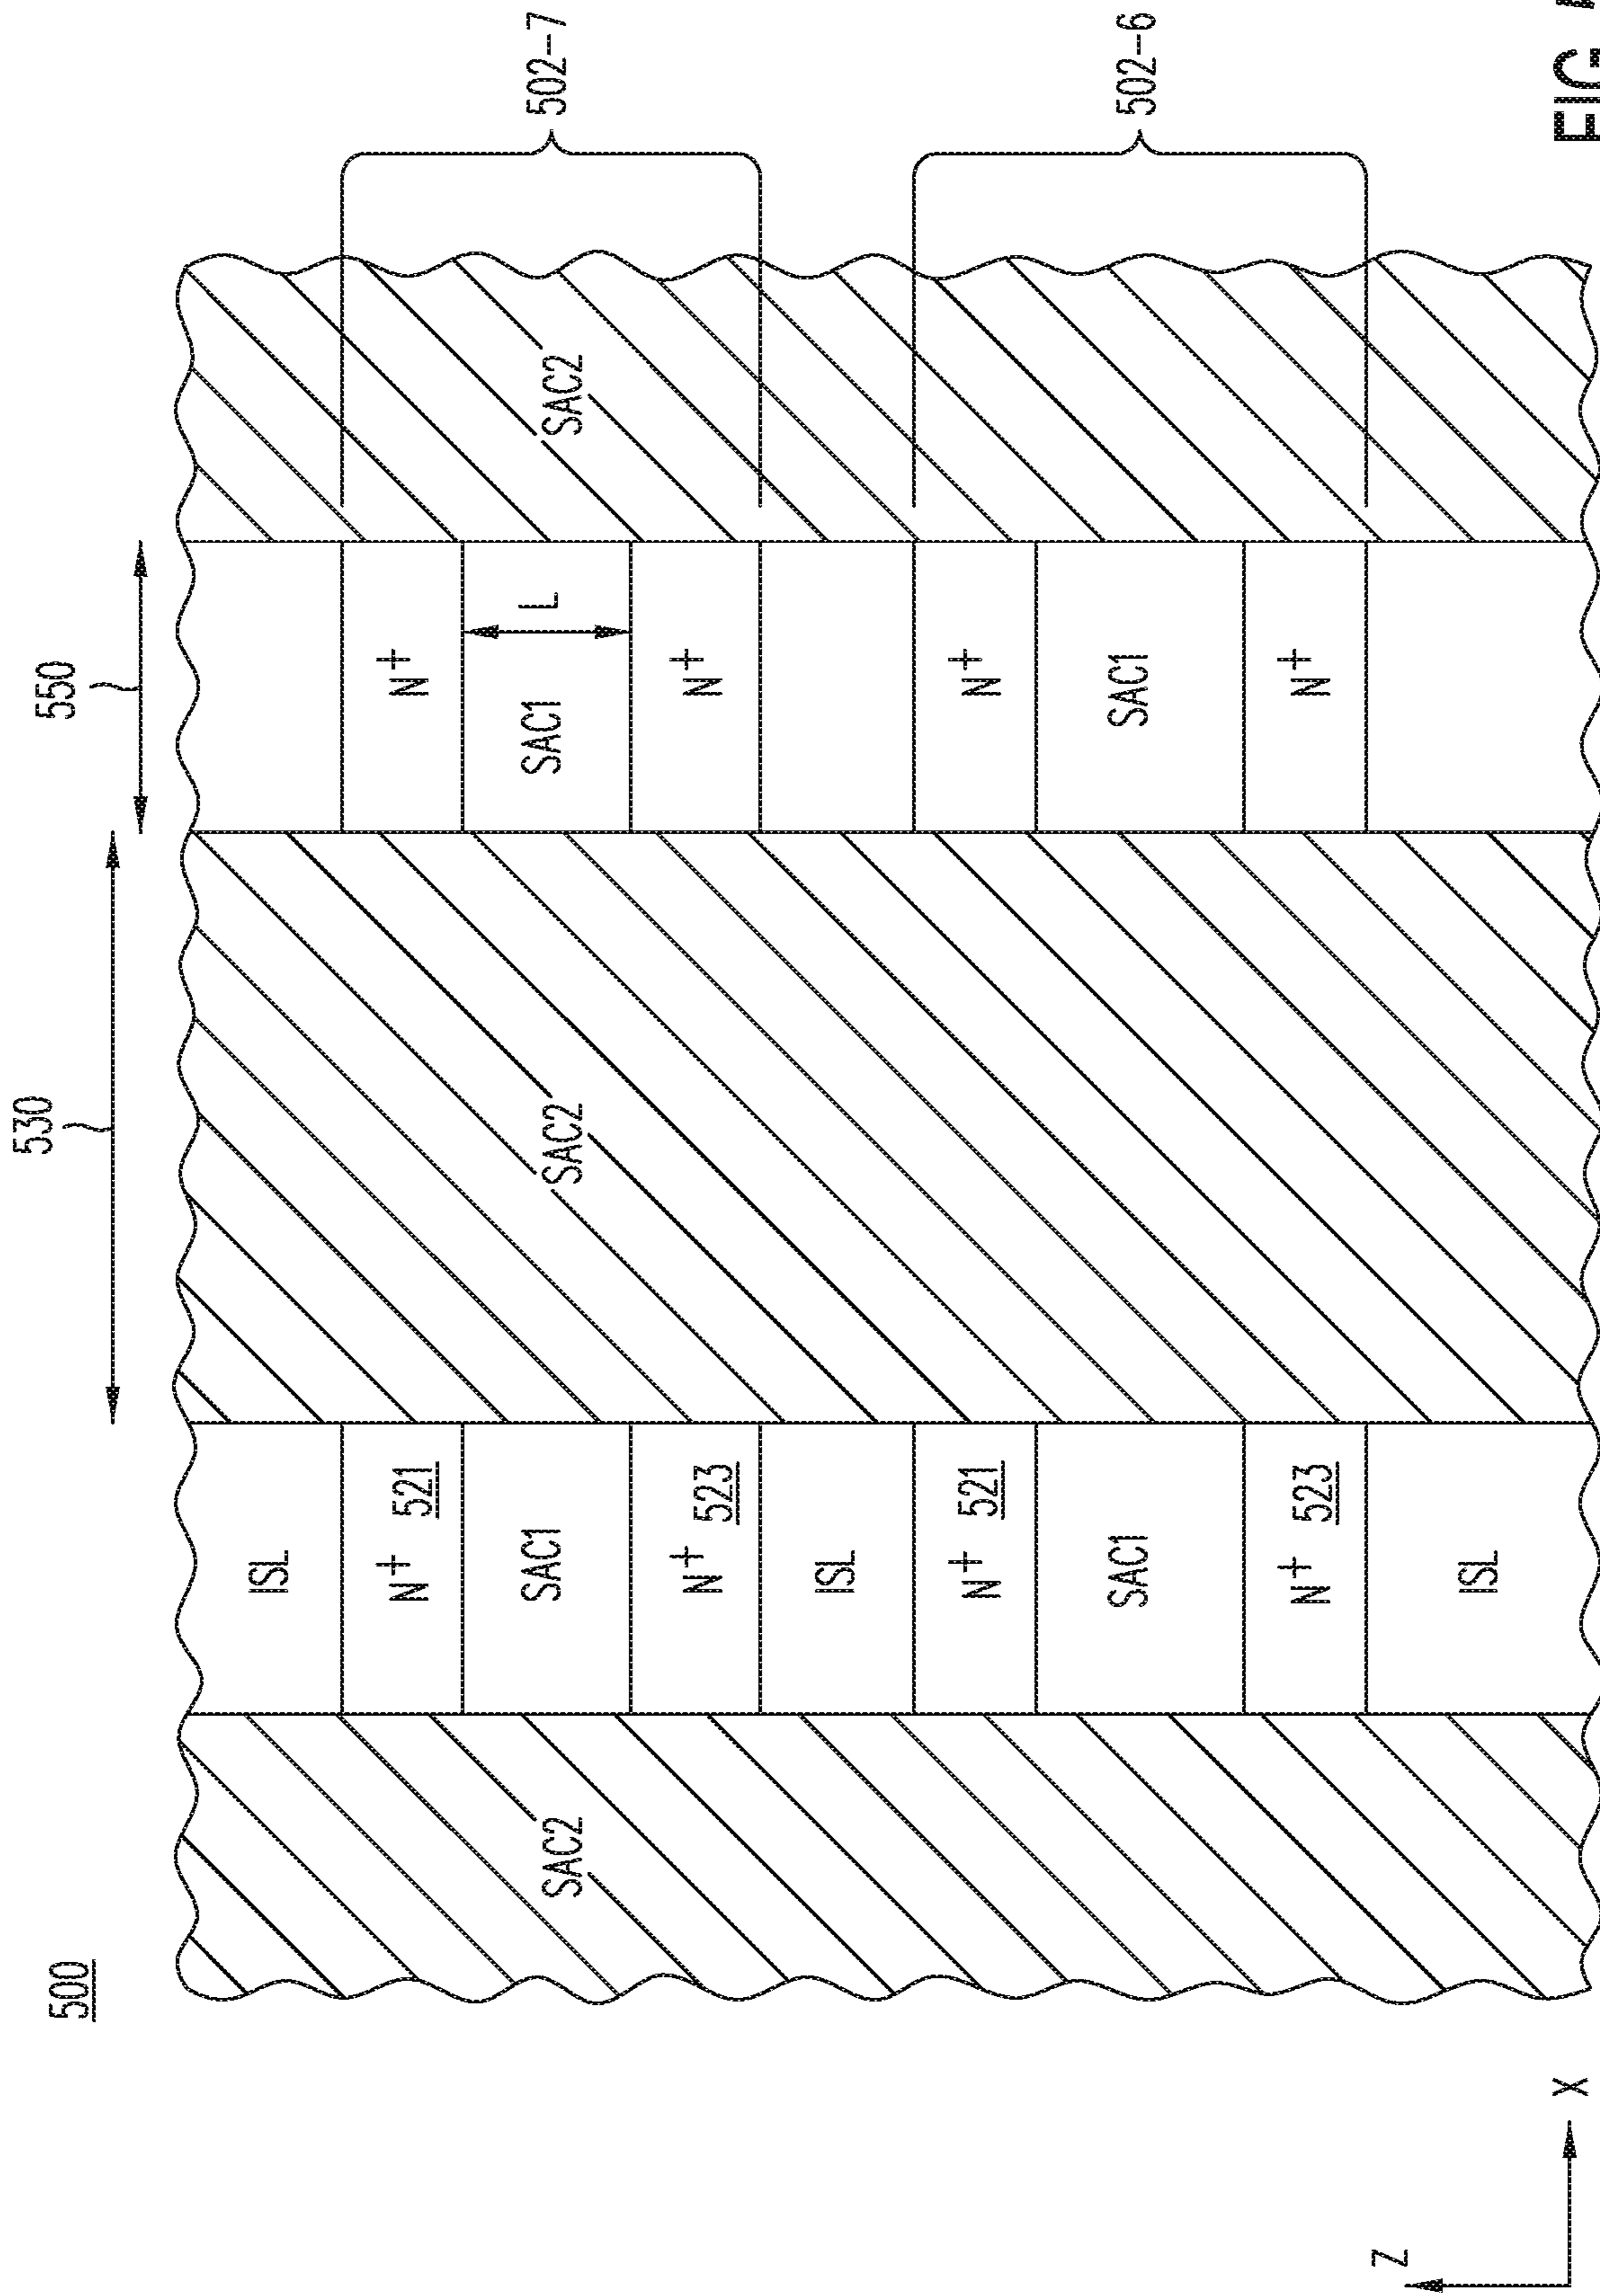 530
550
500
ISL
N+ 521
N+
SAC2
SAC1
SAC2
SAC1
L
SAC2
502-7
N+ 523
N+
ISL
N+ 521
N+
SAC1
SAC1
502-6
N+ 523
N+
ISL
Z
X
FIG.